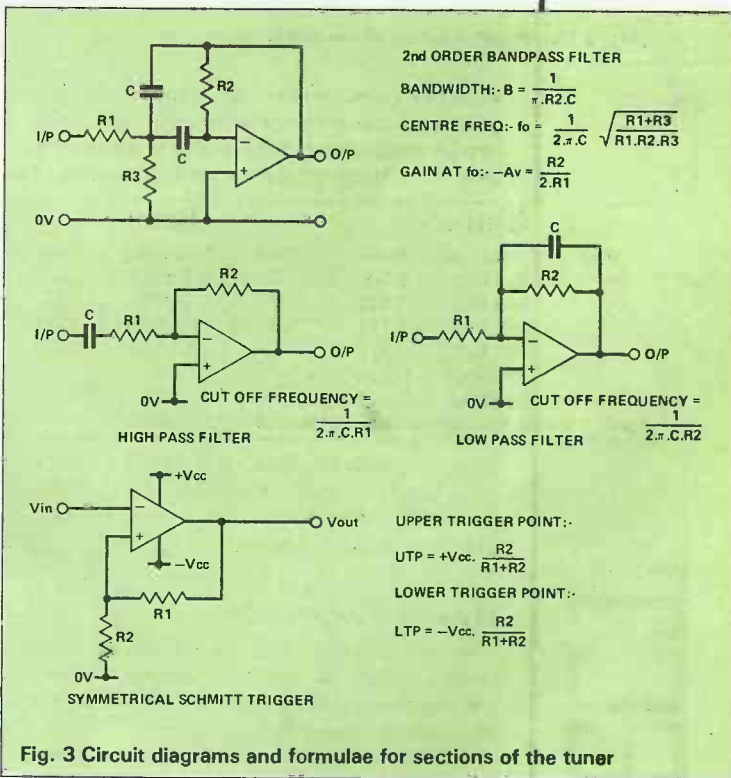 2nd ORDER BANDPASS FILTER
C
R2
BANDWIDTH:- B = 1 / π.R2.C
I/P
R1
C
−
+
O/P
CENTRE FREQ:- fo = 1 / 2.π.C √ R1+R3 / R1.R2.R3
R3
GAIN AT fo:- −Av = R2 / 2.R1
0V
R2
C
R2
I/P
C
R1
−
+
O/P
I/P
R1
−
+
O/P
0V
CUT OFF FREQUENCY =
1 / 2.π.C.R1
HIGH PASS FILTER
0V
CUT OFF FREQUENCY =
1 / 2.π.C.R2
LOW PASS FILTER
+Vcc
Vin
−
+
Vout
−Vcc
R1
R2
0V
SYMMETRICAL SCHMITT TRIGGER
UPPER TRIGGER POINT:-
UTP = +Vcc. R2 / R1+R2
LOWER TRIGGER POINT:-
LTP = −Vcc. R2 / R1+R2
Fig. 3 Circuit diagrams and formulae for sections of the tuner